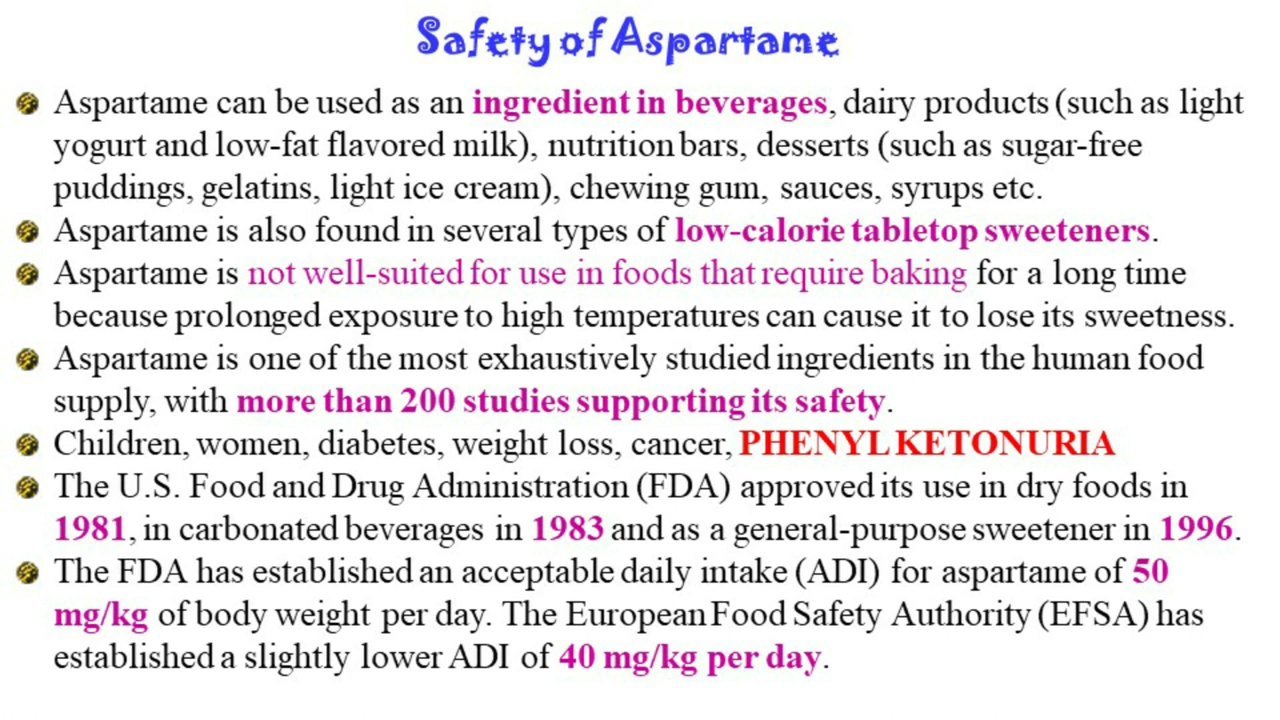 Safety of Aspartame
Aspartame can be used as an ingredient in beverages, dairy products (such as light
yogurt and low-fat flavored milk), nutrition bars, desserts (such as sugar-free
puddings, gelatins, light ice cream), chewing gum, sauces, syrups etc.
Aspartame is also found in several types of low-calorie tabletop sweeteners.
Aspartame is not well-suited for use in foods that require baking for a long time
because prolonged exposure to high temperatures can cause it to lose its sweetness.
Aspartame is one of the most exhaustively studied ingredients in the human food
supply, with more than 200 studies supporting its safety.
Children, women, diabetes, weight loss, cancer, PHENYL KETONURIA
The U.S. Food and Drug Administration (FDA) approved its use in dry foods in
1981, in carbonated beverages in 1983 and as a general-purpose sweetener in 1996.
The FDA has established an acceptable daily intake (ADI) for aspartame of 50
mg/kg of body weight per day. The European Food Safety Authority (EFSA) has
established a slightly lower ADI of 40 mg/kg per day.